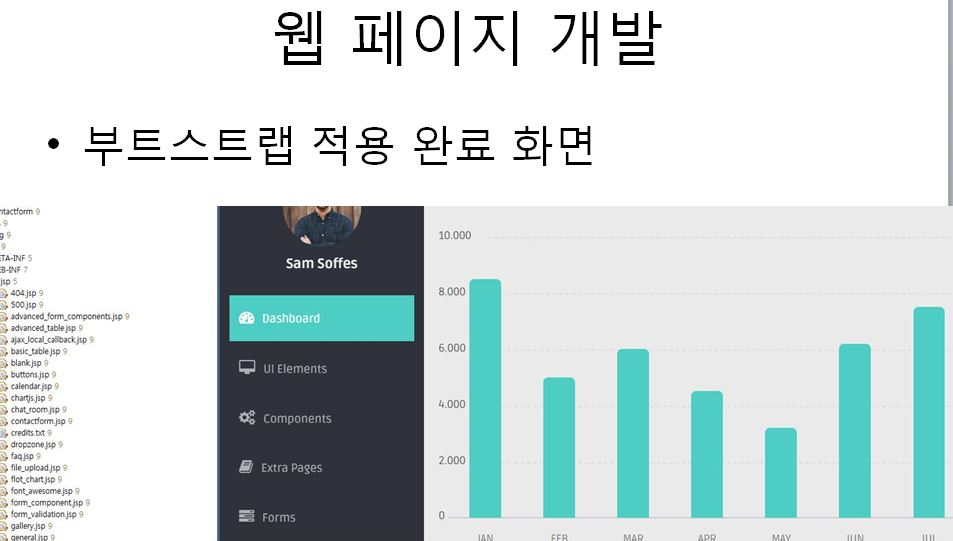 웹 페이지 개발
• 부트스트랩 적용 완료 화면
ntactform 9
9
g 9
9
ETA-INF 5
EB-INF 7
jsp 5
404.jsp 9
500.jsp 9
advanced_form_components.jsp 9
advanced_table.jsp 9
ajax_local_callback.jsp 9
basic_table.jsp 9
blank.jsp 9
buttons.jsp 9
calendar.jsp 9
chartjs.jsp 9
chat_room.jsp 9
contactform.jsp 9
credits.txt 9
dropzone.jsp 9
faq.jsp 9
file_upload.jsp 9
flot_chart.jsp 9
font_awesome.jsp 9
form_component.jsp 9
form_validation.jsp 9
gallery.jsp 9
general.jsp 9
Sam Soffes
Dashboard
UI Elements
Components
Extra Pages
Forms
10.000
8.000
6.000
4.000
2.000
0
JAN FEB MAR APR MAY JUN JUL